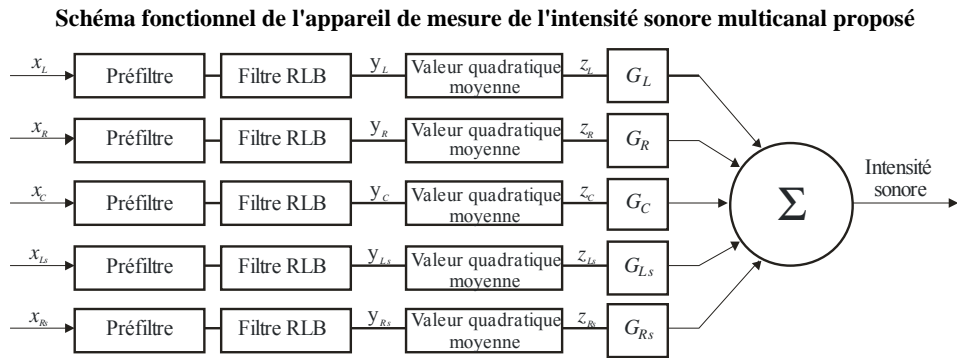 Schéma fonctionnel de l'appareil de mesure de l'intensité sonore multicanal proposé
x_L Préfiltre Filtre RLB y_L Valeur quadratique moyenne z_L G_L
x_R Préfiltre Filtre RLB y_R Valeur quadratique moyenne z_R G_R
x_C Préfiltre Filtre RLB y_C Valeur quadratique moyenne z_C G_C
Σ
Intensité
sonore
x_Ls Préfiltre Filtre RLB y_Ls Valeur quadratique moyenne z_Ls G_Ls
x_Rs Préfiltre Filtre RLB y_Rs Valeur quadratique moyenne z_Rs G_Rs